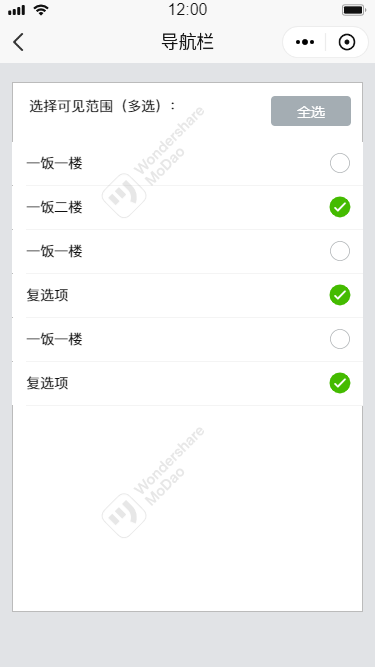 12:00
导航栏
选择可见范围（多选）：
全选
一饭一楼
一饭二楼
一饭一楼
复选项
一饭一楼
复选项
Wondershare
MoDao
Wondershare
MoDao